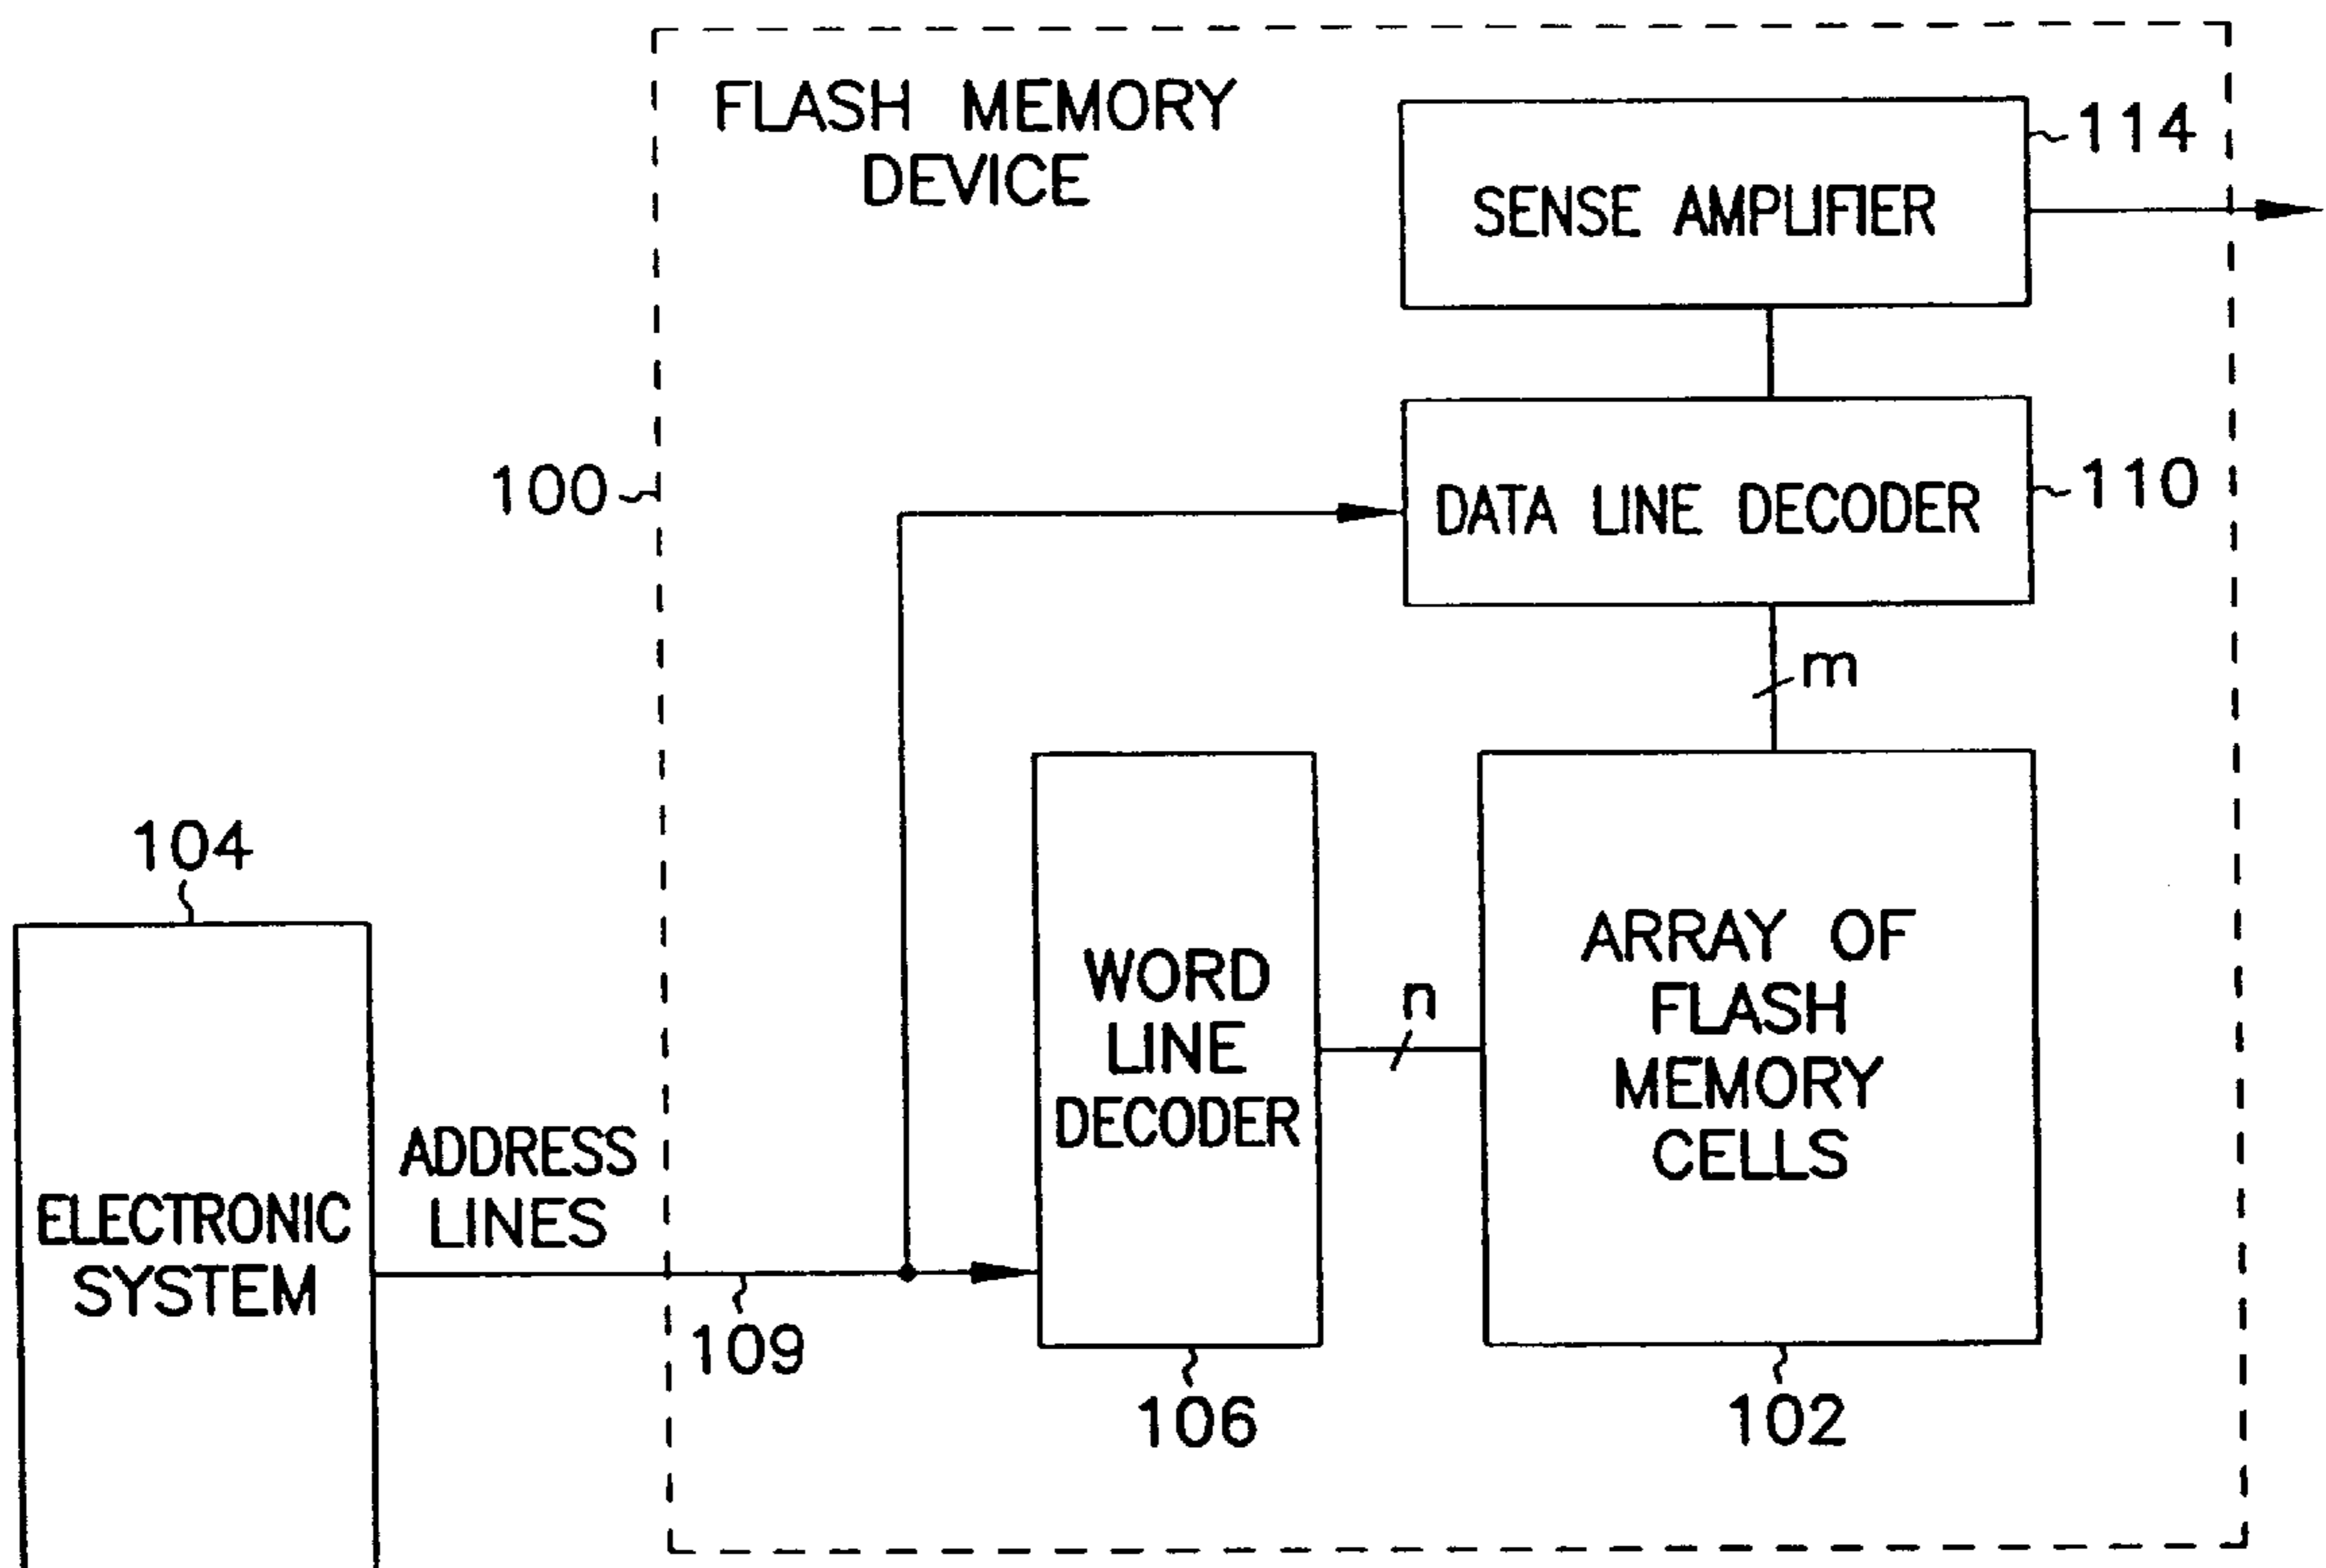 FLASH MEMORY
DEVICE
114
SENSE AMPLIFIER
100
110
DATA LINE DECODER
m
104
WORD
LINE
DECODER
n
ARRAY OF
FLASH
MEMORY
CELLS
ADDRESS
LINES
ELECTRONIC
SYSTEM
109
106
102